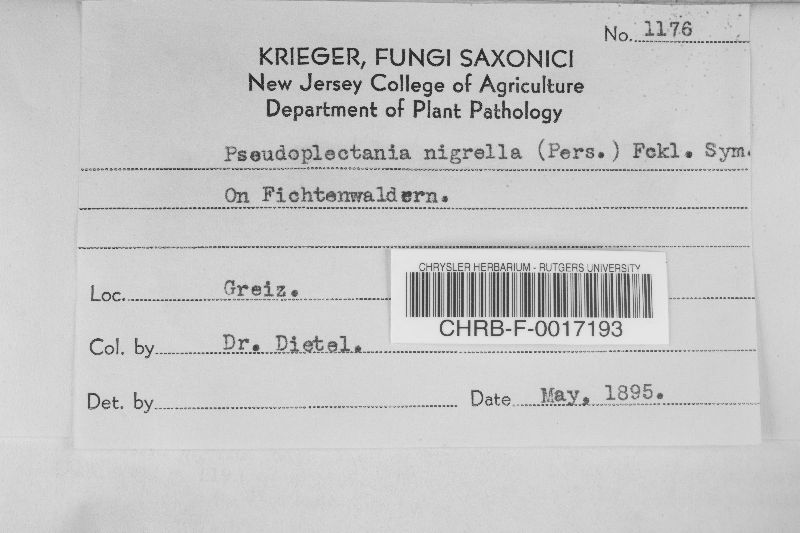 No. 1176
KRIEGER, FUNGI SAXONICI
New Jersey College of Agriculture
Department of Plant Pathology
Pseudoplectania nigrella (Pers.) Fckl. Sym.
On Fichtenwaldern.
Loc. Greiz.
CHRYSLER HERBARIUM - RUTGERS UNIVERSITY
CHRB-F-0017193
Col. by Dr. Dietel.
Det. by
Date May, 1895.